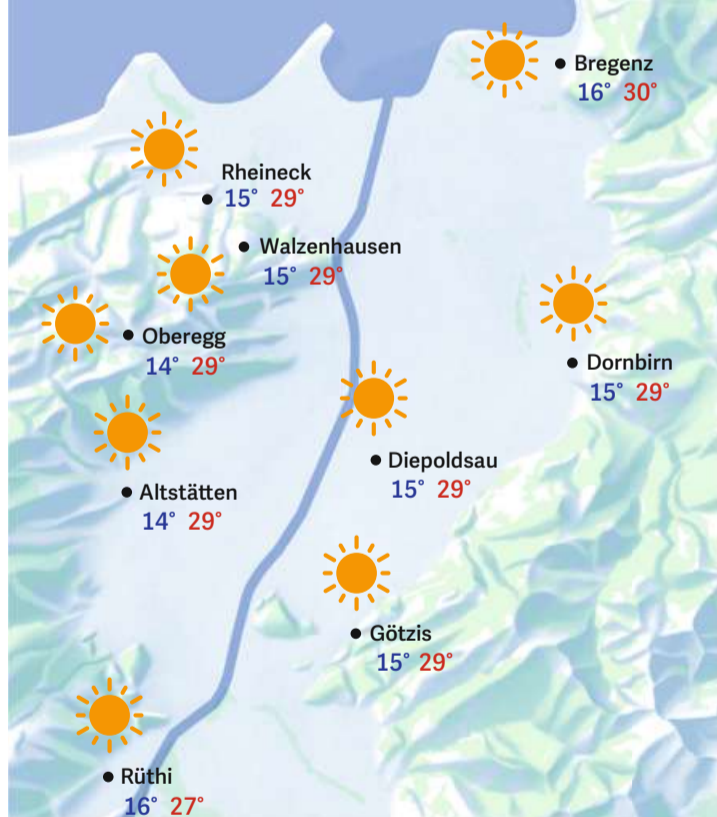 Bregenz
16° 30°
Rheineck
15° 29°
Walzenhausen
15° 29°
Oberegg
14° 29°
Dornbirn
15° 29°
Diepoldsau
15° 29°
Altstätten
14° 29°
Götzis
15° 29°
Rüthi
16° 27°